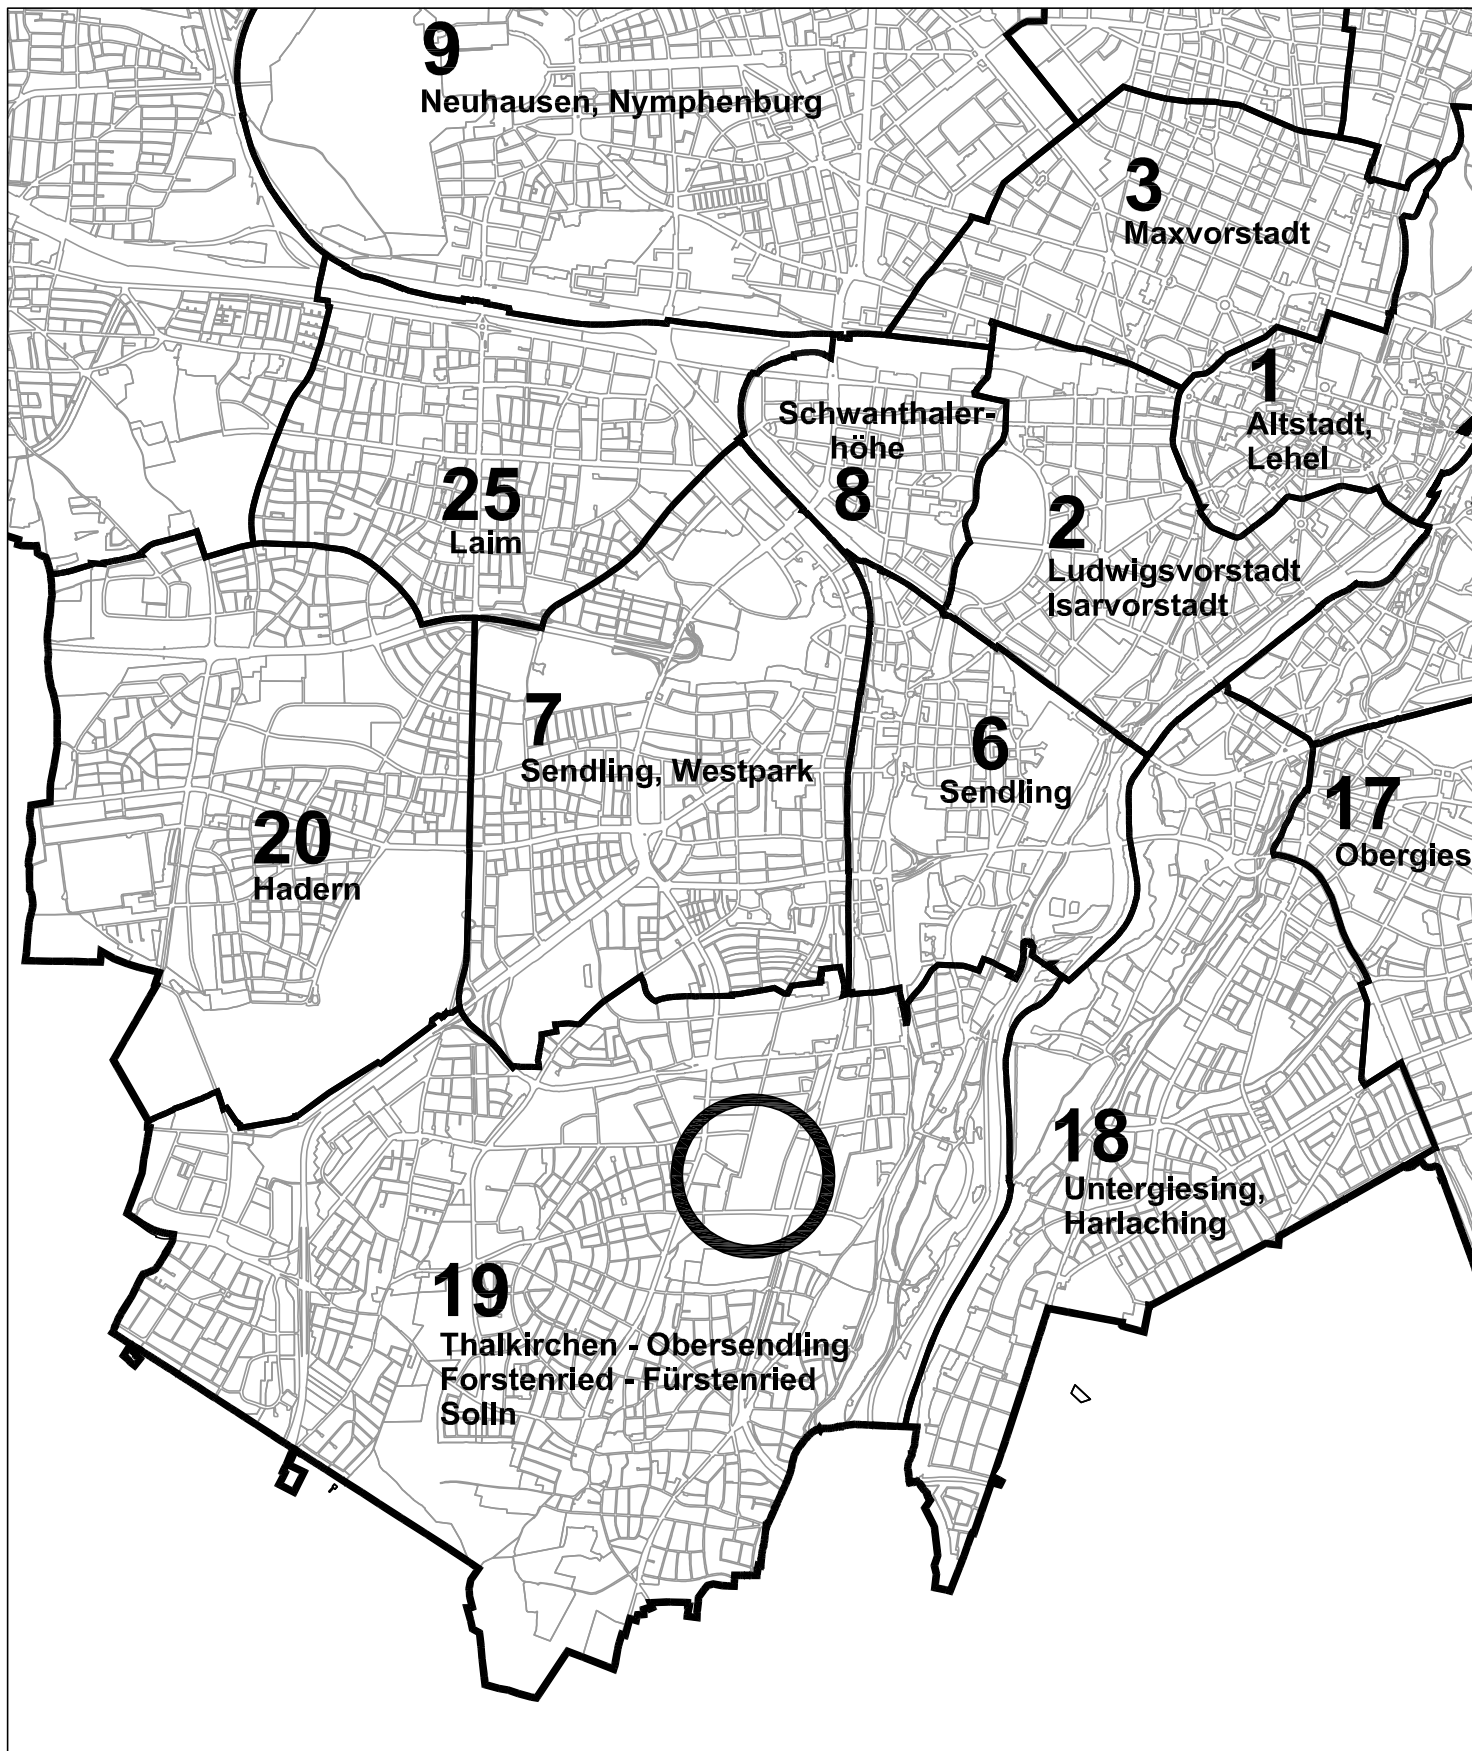 9
Neuhausen, Nymphenburg
3
Maxvorstadt
1
Altstadt,
Lehel
Schwanthaler-
höhe
8
25
Laim
2
Ludwigsvorstadt
Isarvorstadt
7
Sendling, Westpark
6
Sendling
17
Obergies
20
Hadern
18
Untergiesing,
Harlaching
19
Thalkirchen - Obersendling
Forstenried - Fürstenried
Solln